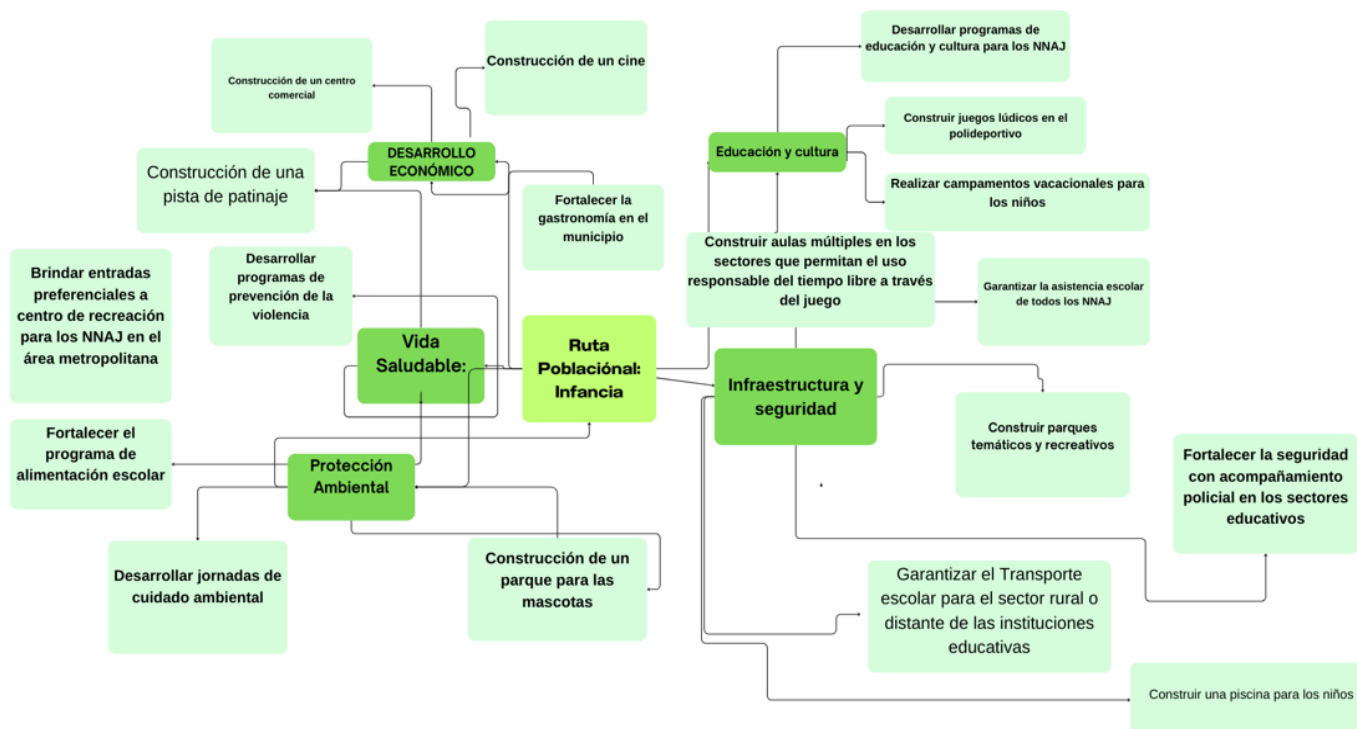 Desarrollar programas de
educación y cultura para los NNAJ
Construcción de un cine
Construcción de un centro
comercial
Construir juegos lúdicos en el
polideportivo
DESARROLLO
ECONÓMICO
Educación y cultura
Construcción de una
pista de patinaje
Realizar campamentos vacacionales para
los niños
Fortalecer la
gastronomía en el
municipio
Construir aulas múltiples en los
sectores que permitan el uso
responsable del tiempo libre a través
del juego
Brindar entradas
preferenciales a
centro de recreación
para los NNAJ en el
área metropolitana
Desarrollar
programas de
prevención de la
violencia
Garantizar la asistencia escolar
de todos los NNAJ
Vida
Saludable:
Ruta
Poblaciónal:
Infancia
Infraestructura y
seguridad
Construir parques
temáticos y recreativos
Fortalecer el
programa de
alimentación escolar
Protección
Ambiental
Fortalecer la seguridad
con acompañamiento
policial en los sectores
educativos
Desarrollar jornadas de
cuidado ambiental
Construcción de un
parque para las
mascotas
Garantizar el Transporte
escolar para el sector rural o
distante de las instituciones
educativas
Construir una piscina para los niños